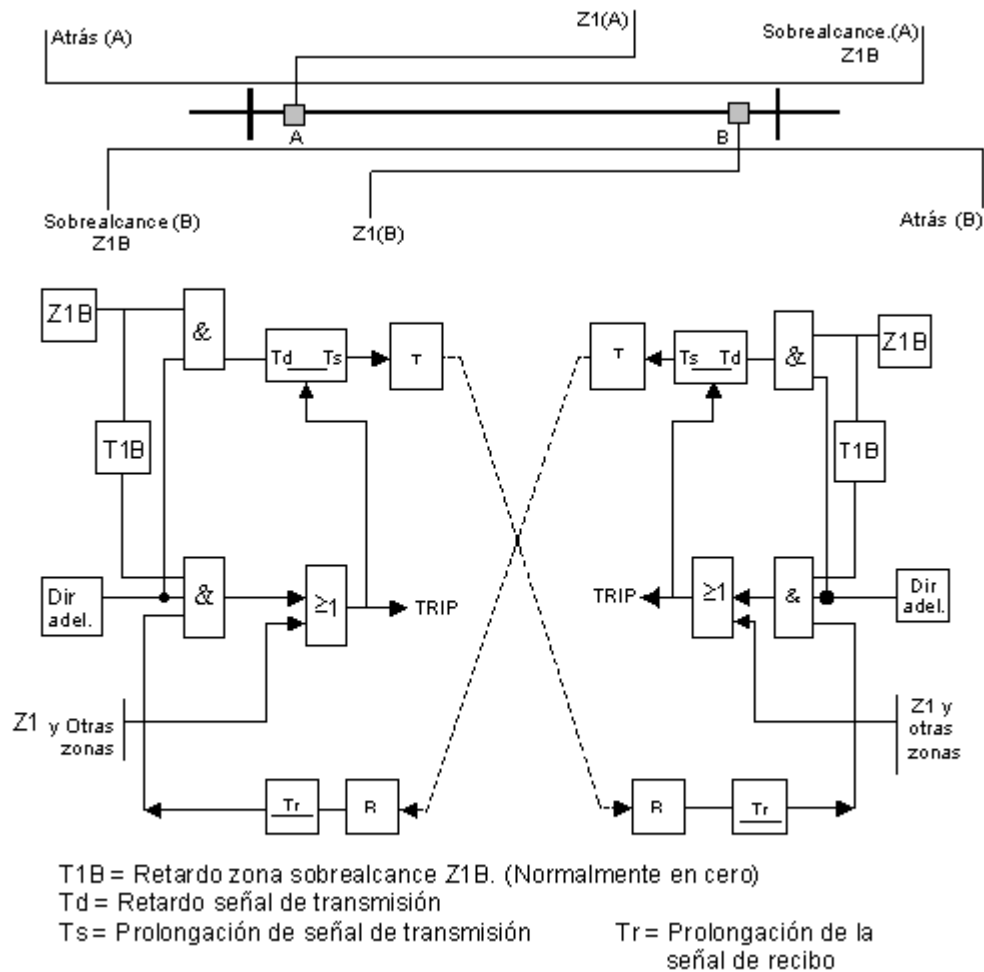 Atrás (A)
Z1(A)
Sobrealcance.(A)
Z1B
A
B
Sobrealcance (B)
Z1B
Z1(B)
Atrás (B)
Z1B
&
Td Ts
T
T
Ts Td
&
Z1B
T1B
T1B
Dir
adel.
&
≥1
TRIP
TRIP
≥1
&
Dir
adel.
Z1 y Otras
zonas
Z1 y
otras
zonas
Tr
R
R
Tr
T1B = Retardo zona sobrealcance Z1B. (Normalmente en cero)
Td = Retardo señal de transmisión
Ts = Prolongación de señal de transmisión
Tr = Prolongación de la
señal de recibo